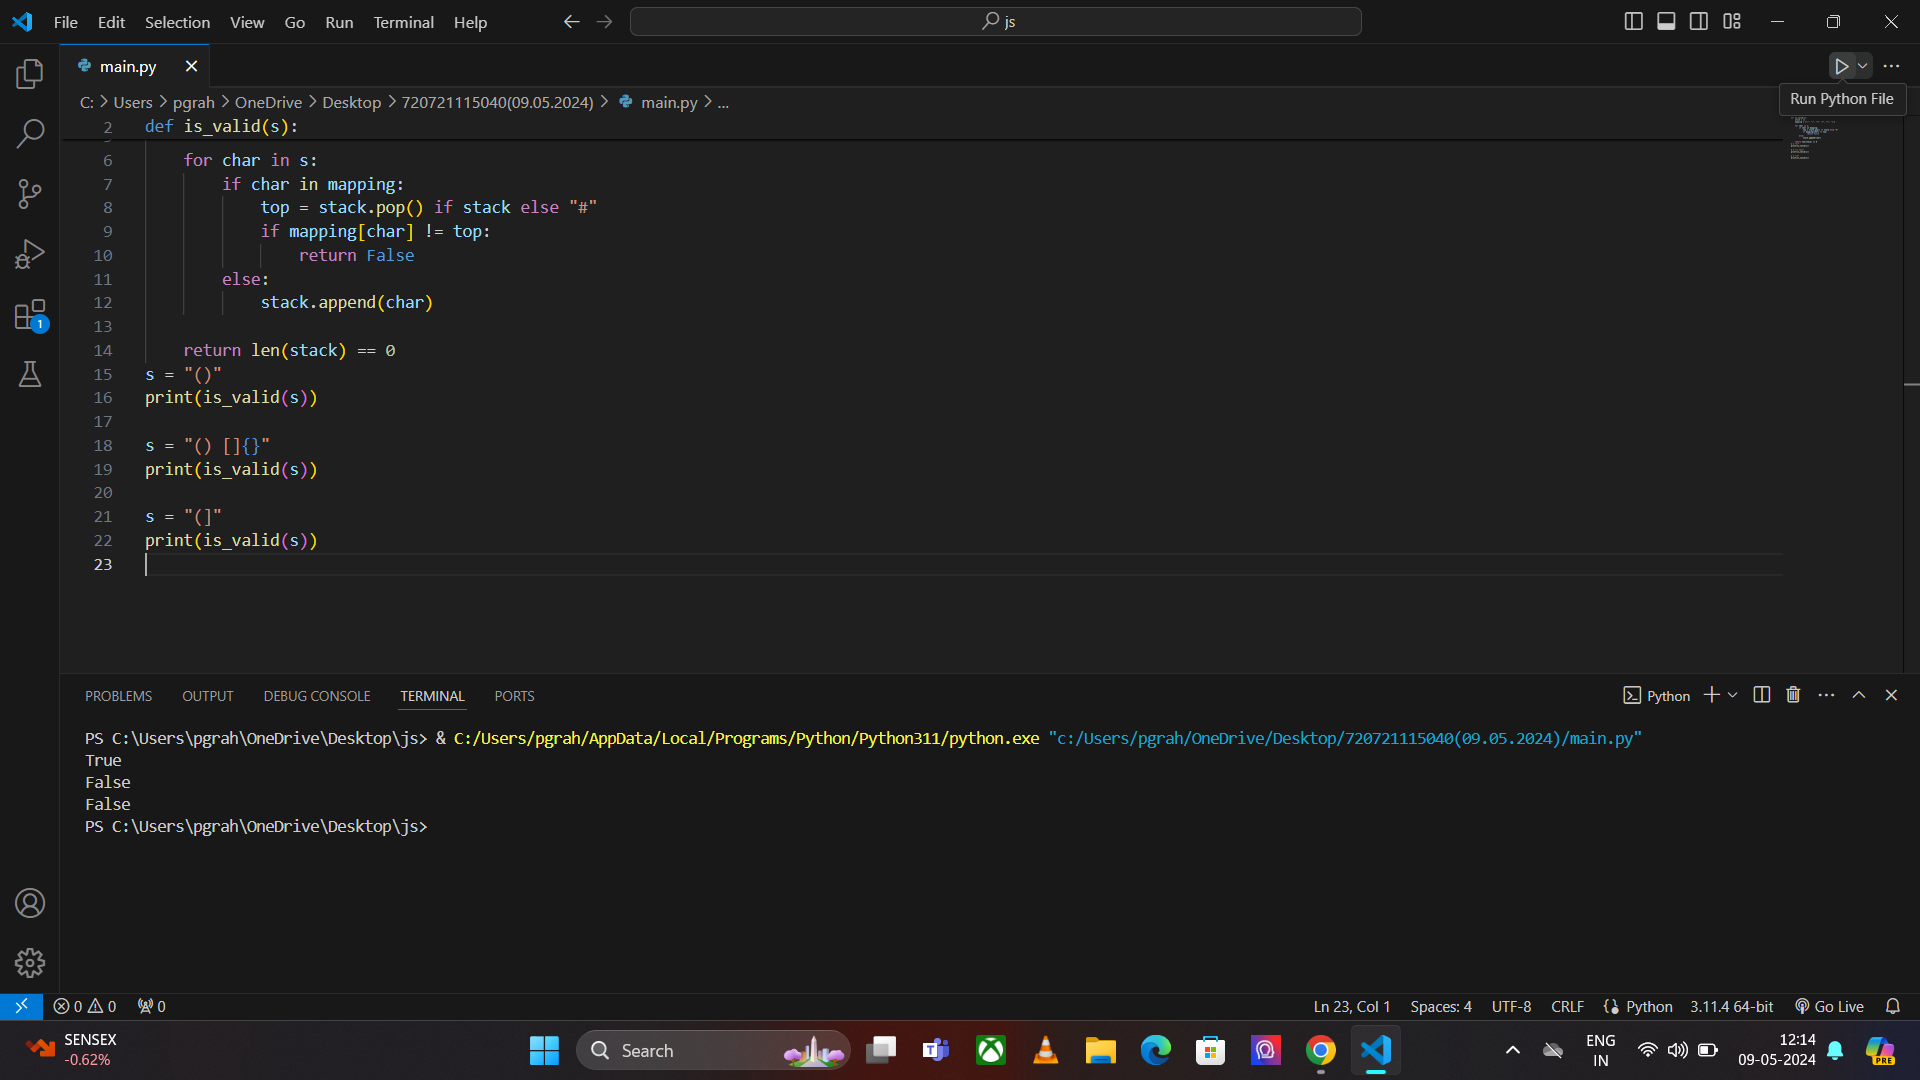 File Edit Selection View Go Run Terminal Help
js
main.py
Run Python File
C: > Users > pgrah > OneDrive > Desktop > 720721115040(09.05.2024) > main.py > ...
2 def is_valid(s):
6 for char in s:
7 if char in mapping:
8 top = stack.pop() if stack else "#"
9 if mapping[char] != top:
10 return False
11 else:
12 stack.append(char)
13
14 return len(stack) == 0
15 s = "()"
16 print(is_valid(s))
17
18 s = "() []{}"
19 print(is_valid(s))
20
21 s = "(]"
22 print(is_valid(s))
23
1
PROBLEMS OUTPUT DEBUG CONSOLE TERMINAL PORTS
Python
PS C:\Users\pgrah\OneDrive\Desktop\js> & C:/Users/pgrah/AppData/Local/Programs/Python/Python311/python.exe "c:/Users/pgrah/OneDrive/Desktop/720721115040(09.05.2024)/main.py"
True
False
False
PS C:\Users\pgrah\OneDrive\Desktop\js>
0 0 0
Ln 23, Col 1 Spaces: 4 UTF-8 CRLF Python 3.11.4 64-bit Go Live
SENSEX
-0.62%
Search
ENG
IN
12:14
09-05-2024
PRE